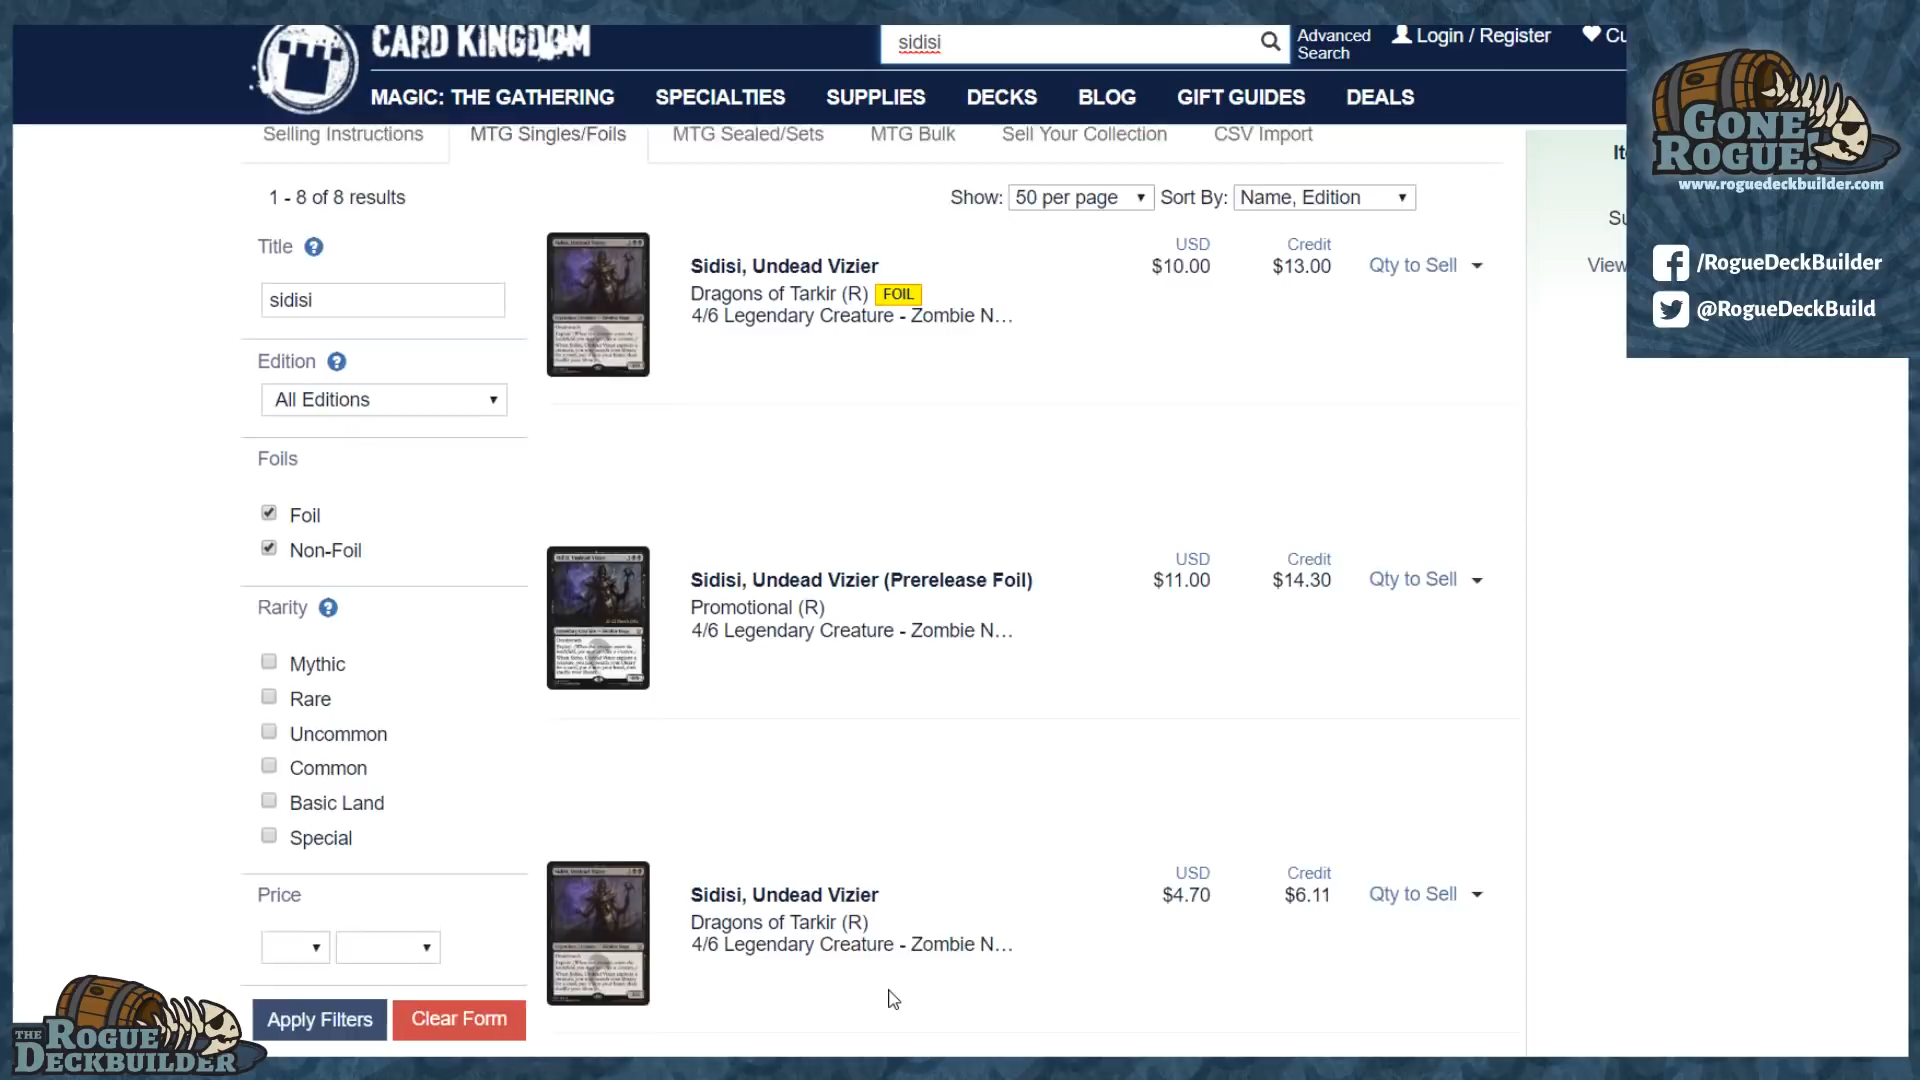 CARD KINGDOM
sidisi
Advanced
Search
Login / Register
MAGIC: THE GATHERING
SPECIALTIES
SUPPLIES
DECKS
BLOG
GIFT GUIDES
DEALS
Selling Instructions
MTG Singles/Foils
MTG Sealed/Sets
MTG Bulk
Sell Your Collection
CSV Import
GONE
ROGUE!
www.roguedeckbuilder.com
/RogueDeckBuilder
@RogueDeckBuild
View
1 - 8 of 8 results
Show: 50 per page
Sort By: Name, Edition
Title ?
sidisi
Edition ?
All Editions
Foils
Foil
Non-Foil
Rarity ?
Mythic
Rare
Uncommon
Common
Basic Land
Special
Price
Apply Filters
Clear Form
Sidisi, Undead Vizier
Dragons of Tarkir (R) FOIL
4/6 Legendary Creature - Zombie N...
USD
$10.00
Credit
$13.00
Qty to Sell
Sidisi, Undead Vizier (Prerelease Foil)
Promotional (R)
4/6 Legendary Creature - Zombie N...
USD
$11.00
Credit
$14.30
Qty to Sell
Sidisi, Undead Vizier
Dragons of Tarkir (R)
4/6 Legendary Creature - Zombie N...
USD
$4.70
Credit
$6.11
Qty to Sell
THE ROGUE
DECKBUILDER